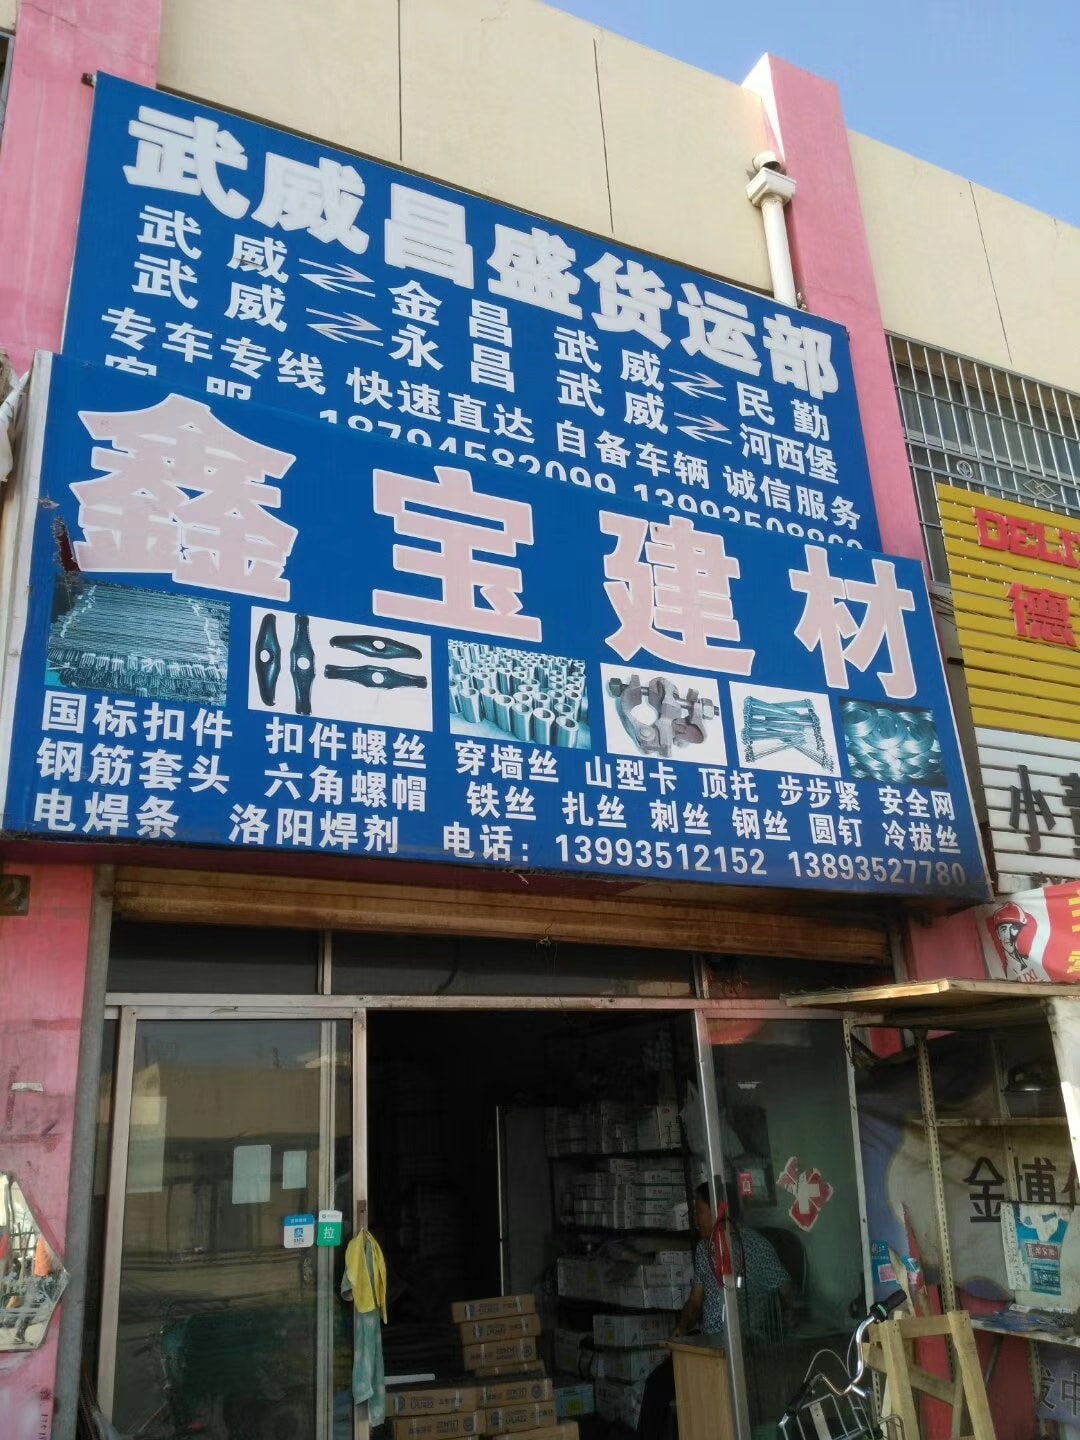 武威昌盛货运部
武威⇌金昌 武威⇌民勤
武威⇌永昌 武威⇌河西堡
专车专线 快速直达 自备车辆 诚信服务
18794582099
鑫宝建材
国标扣件 扣件螺丝 穿墙丝 山型卡 顶托 步步紧 安全网
钢筋套头 六角螺帽 铁丝 扎丝 刺丝 钢丝 圆钉 冷拔丝
电焊条 洛阳焊剂 电话：13993512152 13893527780
德
小
拉
金博